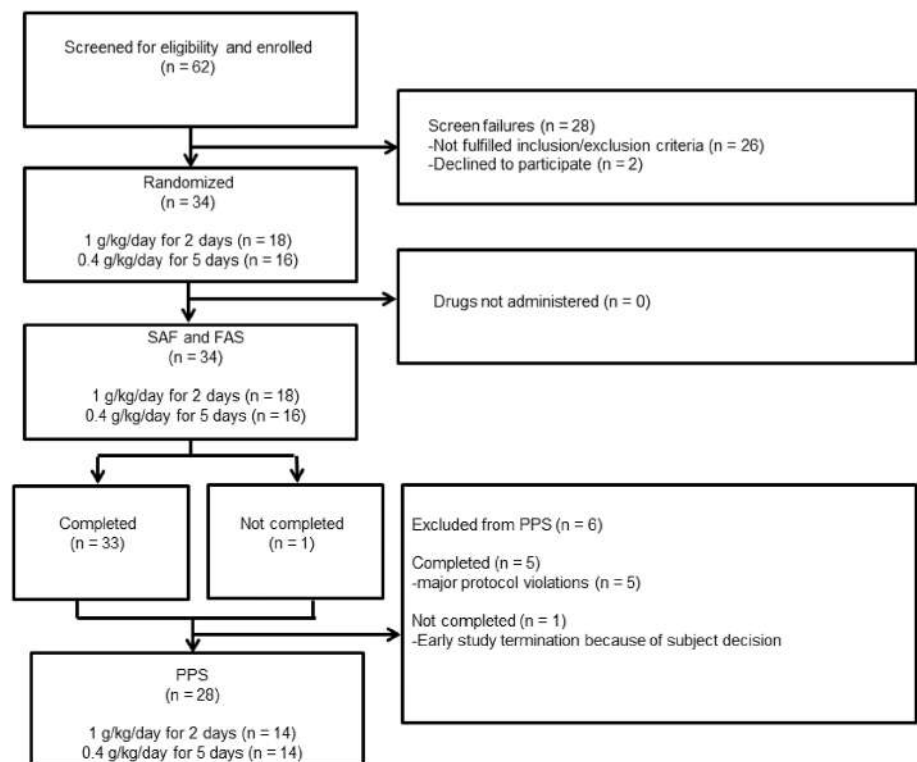 Screened for eligibility and enrolled
(n = 62)
Screen failures (n = 28)
-Not fulfilled inclusion/exclusion criteria (n = 26)
-Declined to participate (n = 2)
Randomized
(n = 34)
1 g/kg/day for 2 days (n = 18)
0.4 g/kg/day for 5 days (n = 16)
Drugs not administered (n = 0)
SAF and FAS
(n = 34)
1 g/kg/day for 2 days (n = 18)
0.4 g/kg/day for 5 days (n = 16)
Completed
(n = 33)
Not completed
(n = 1)
Excluded from PPS (n = 6)
Completed (n = 5)
-major protocol violations (n = 5)
Not completed (n = 1)
-Early study termination because of subject decision
PPS
(n = 28)
1 g/kg/day for 2 days (n = 14)
0.4 g/kg/day for 5 days (n = 14)